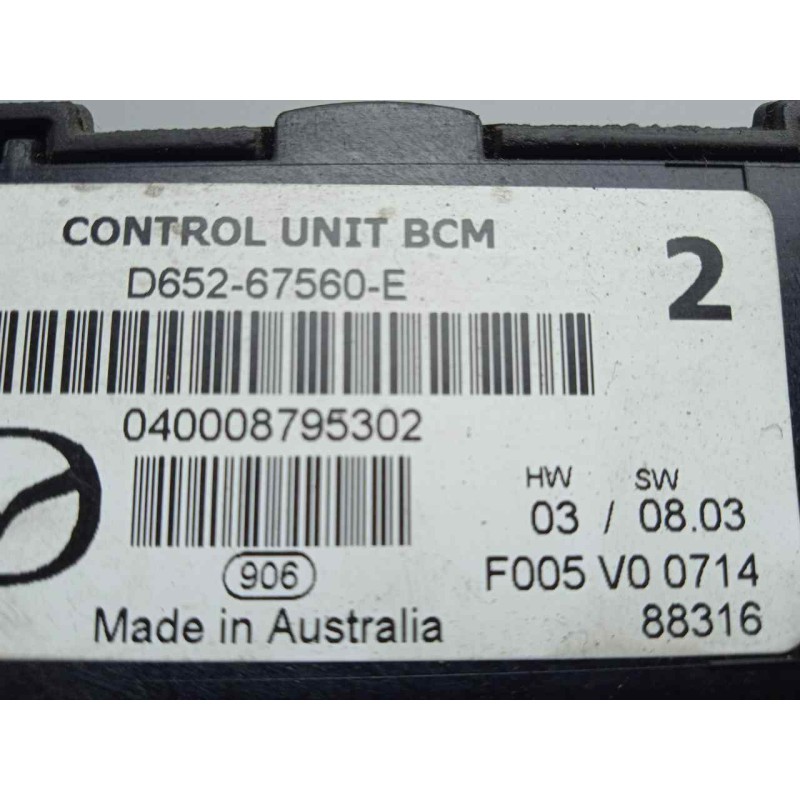 CONTROL UNIT BCM
D652-67560-E
2
040008795302
HW SW
03 / 08.03
906
F005 V0 0714
Made in Australia
88316